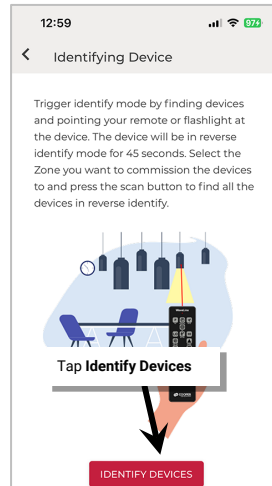 12:59
97
Identifying Device
Trigger identify mode by finding devices
and pointing your remote or flashlight at
the device. The device will be in reverse
identify mode for 45 seconds. Select the
Zone you want to commission the devices
to and press the scan button to find all the
devices in reverse identify.
Tap Identify Devices
IDENTIFY DEVICES